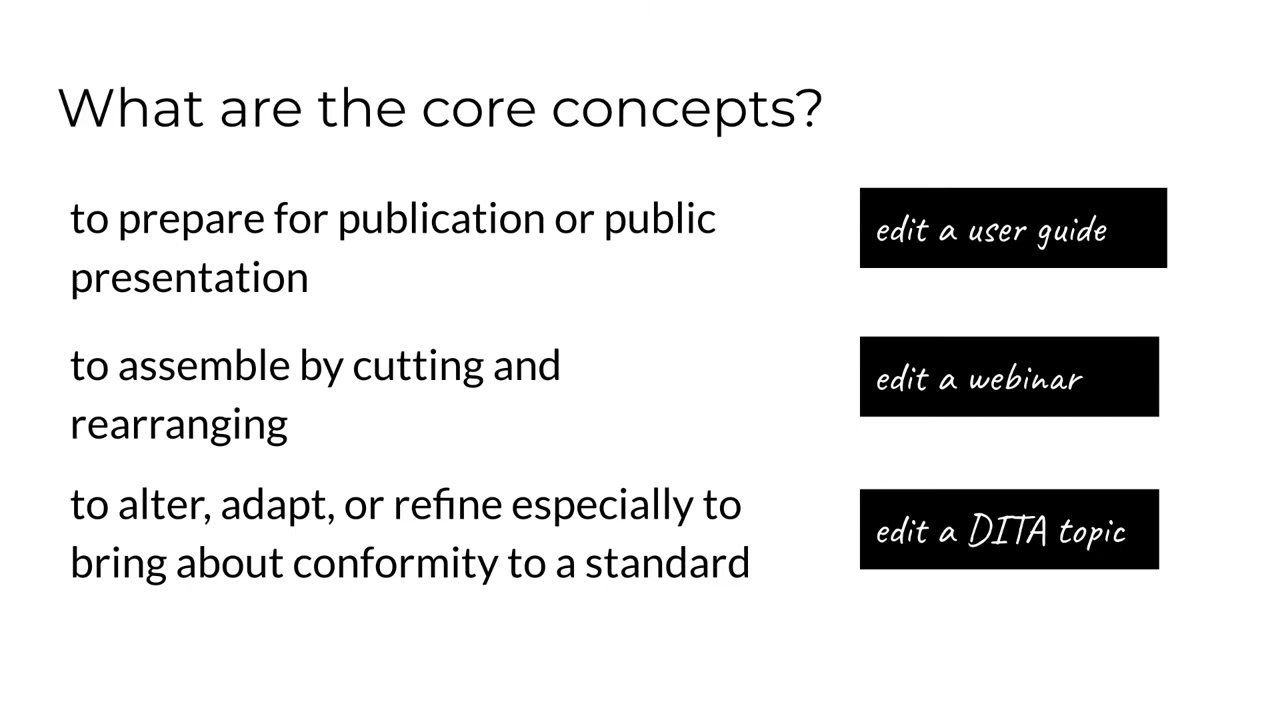 What are the core concepts?
to prepare for publication or public
presentation
edit a user guide
to assemble by cutting and
rearranging
edit a webinar
to alter, adapt, or refine especially to
bring about conformity to a standard
edit a DITA topic